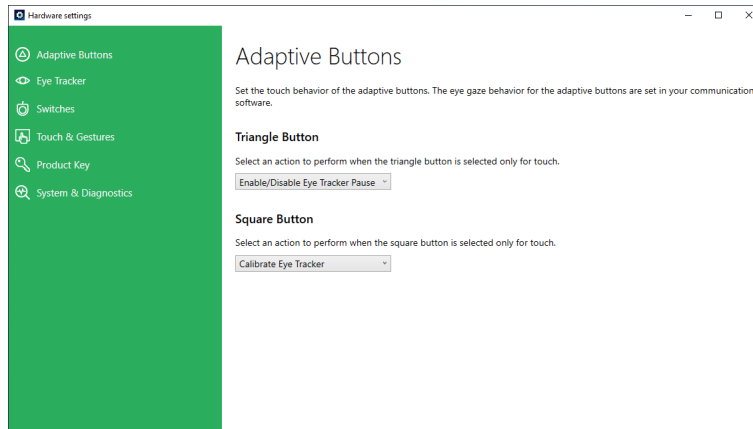 Hardware settings
Adaptive Buttons
Eye Tracker
Switches
Touch & Gestures
Product Key
System & Diagnostics
Adaptive Buttons
Set the touch behavior of the adaptive buttons. The eye gaze behavior for the adaptive buttons are set in your communication
software.
Triangle Button
Select an action to perform when the triangle button is selected only for touch.
Enable/Disable Eye Tracker Pause
Square Button
Select an action to perform when the square button is selected only for touch.
Calibrate Eye Tracker